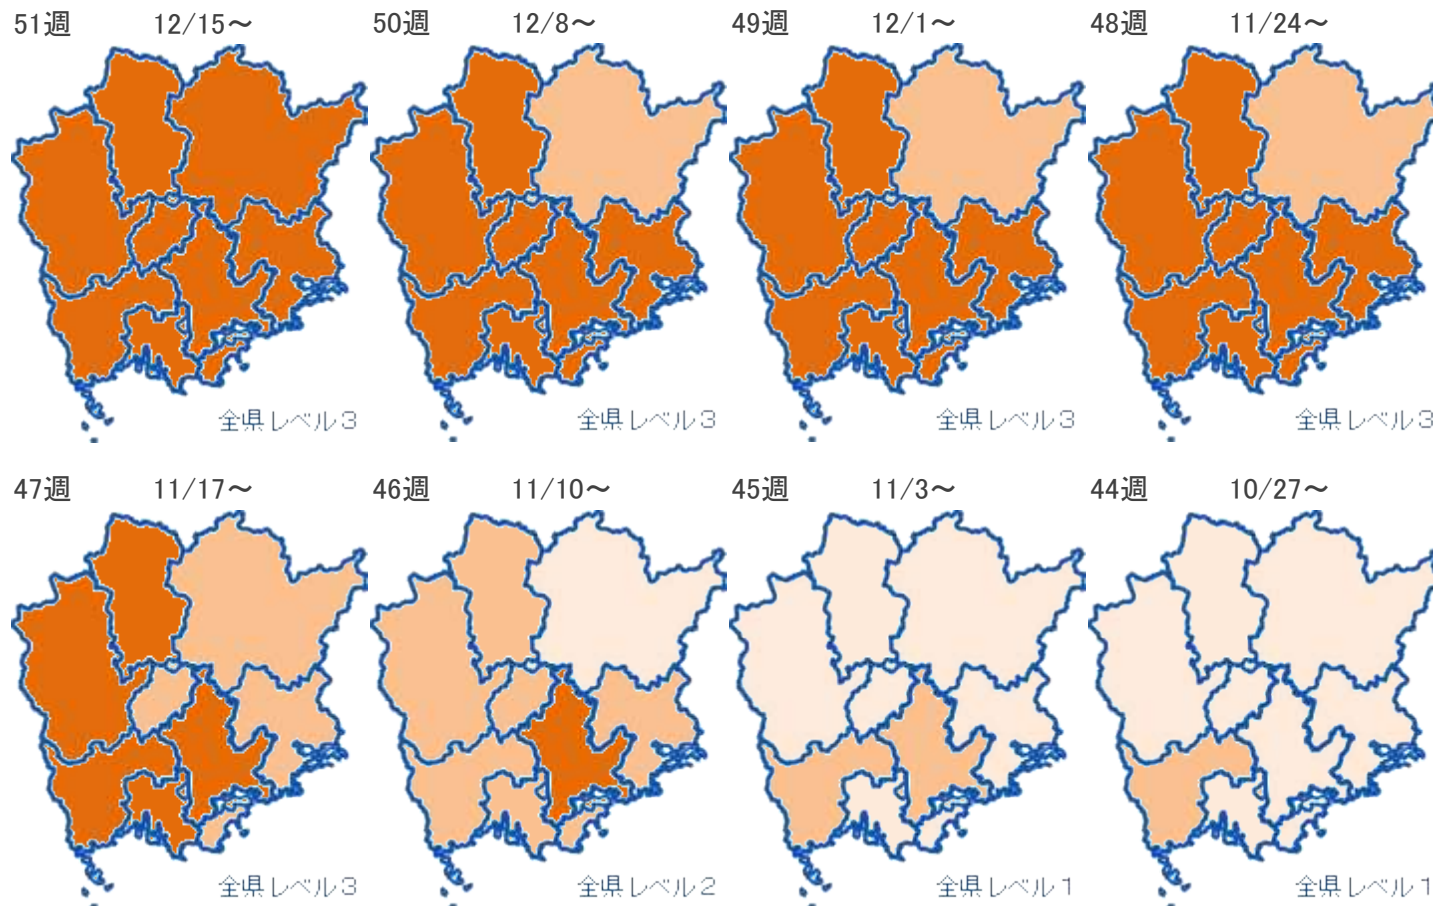 51週 12/15～ 50週 12/8～ 49週 12/1～ 48週 11/24～
全県レベル３ 全県レベル３ 全県レベル３ 全県レベル３
47週 11/17～ 46週 11/10～ 45週 11/3～ 44週 10/27～
全県レベル３ 全県レベル２ 全県レベル１ 全県レベル１